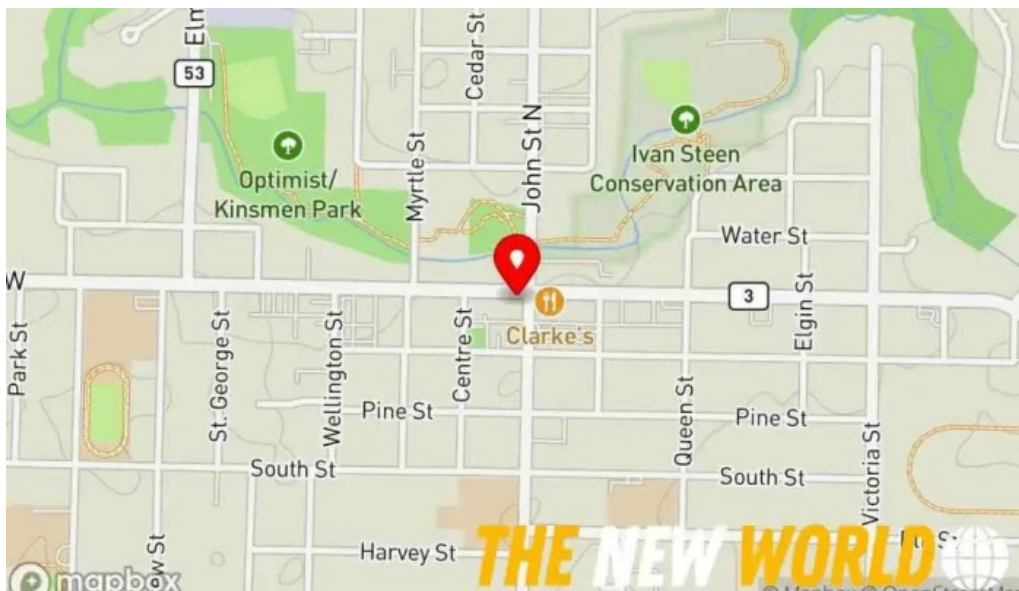 Elm
53
Cedar St
John St N
Myrtle St
Optimist/
Kinsmen Park
Ivan Steen
Conservation Area
Water St
W
3
Clarke's
Park St
St. George St
Wellington St
Centre St
Elgin St
Pine St
Pine St
Queen St
Victoria St
South St
South St
Harvey St
THE NEW WORLD
mapbox
© Mapbox © OpenStreetMap